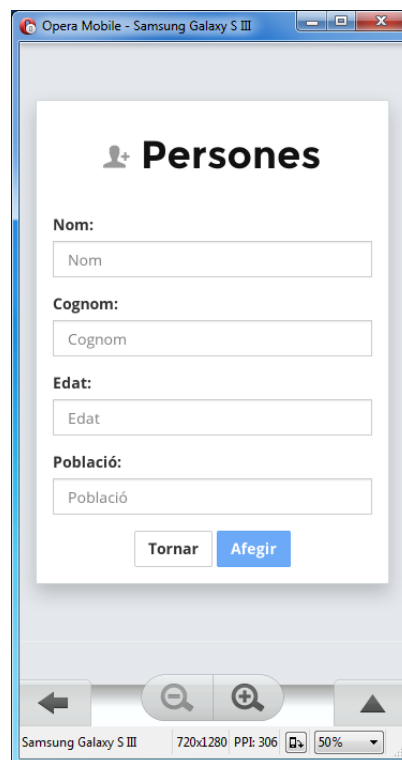 Opera Mobile - Samsung Galaxy S III
Persones
Nom:
Nom
Cognom:
Cognom
Edat:
Edat
Població:
Població
Tornar Afegir
Samsung Galaxy S III 720x1280 PPI: 306 50%